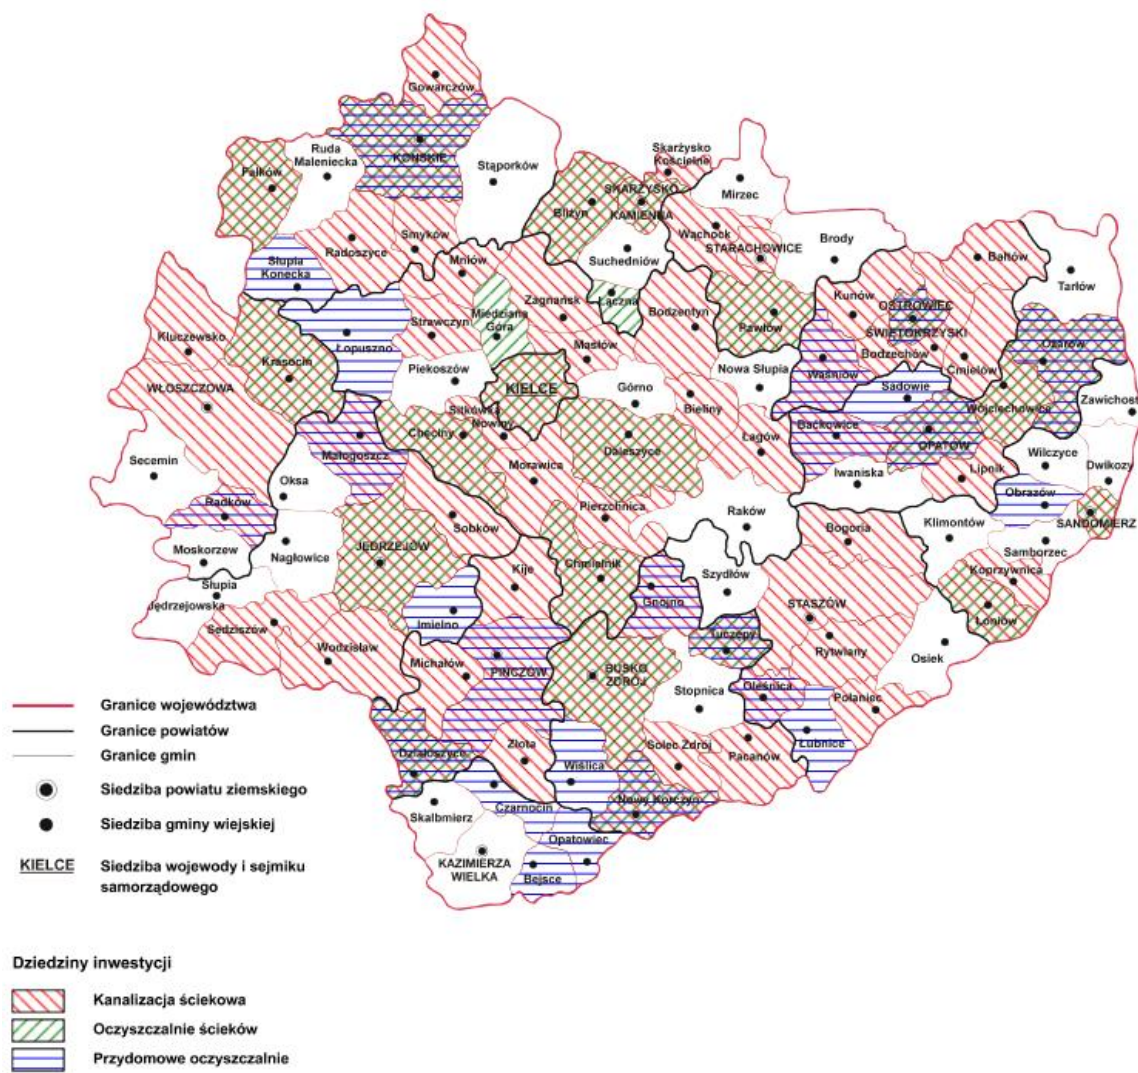 Gowarczów
Ruda
Maleniecka
KOŃSKIE
Stąporków
Fałków
Skarżysko
Kościelne
SKARŻYSKO
KAMIENNA
Bliżyn
Mirzec
Radoszyce
Smyków
Wąchock
STARACHOWICE
Brody
Słupia
Konecka
Mniów
Suchedniów
Bałtów
Tarłów
Łączna
Zagnańsk
Bodzentyn
Pawłów
Kunów
OSTROWIEC
ŚWIĘTOKRZYSKI
Miedziana
Góra
Strawczyn
Kluczewsko
Łopuszno
Masłów
Bodzechów
Ćmielów
Ożarów
Krasocin
Piekoszów
KIELCE
Górno
Nowa Słupia
Waśniów
Sadowie
Wojciechowice
Zawichost
WŁOSZCZOWA
Sitkówka
Nowiny
Bieliny
Chęciny
Łagów
Baćkowice
OPATÓW
Małogoszcz
Daleszyce
Morawica
Iwaniska
Lipnik
Wilczyce
Dwikozy
Secemin
Oksa
Obrazów
Radków
Pierzchnica
Sobków
Raków
Bogoria
Klimontów
SANDOMIERZ
Moskorzew
Nagłowice
JĘDRZEJÓW
Samborzec
Koprzywnica
Kije
Chmielnik
Szydłów
Słupia
Jędrzejowska
Gnojno
STASZÓW
Łoniów
Sędziszów
Imielno
Tuczępy
Rytwiany
Wodzisław
Osiek
Michałów
PIŃCZÓW
BUSKO
ZDRÓJ
Stopnica
Oleśnica
Połaniec
Łubnice
Działoszyce
Złota
Solec Zdrój
Pacanów
Wiślica
Nowy Korczyn
Czarnocin
Skalbmierz
Opatowiec
KAZIMIERZA
WIELKA
Bejsce
Granice województwa
Granice powiatów
Granice gmin
Siedziba powiatu ziemskiego
Siedziba gminy wiejskiej
KIELCE Siedziba wojewody i sejmiku
samorządowego
Dziedziny inwestycji
Kanalizacja ściekowa
Oczyszczalnie ścieków
Przydomowe oczyszczalnie